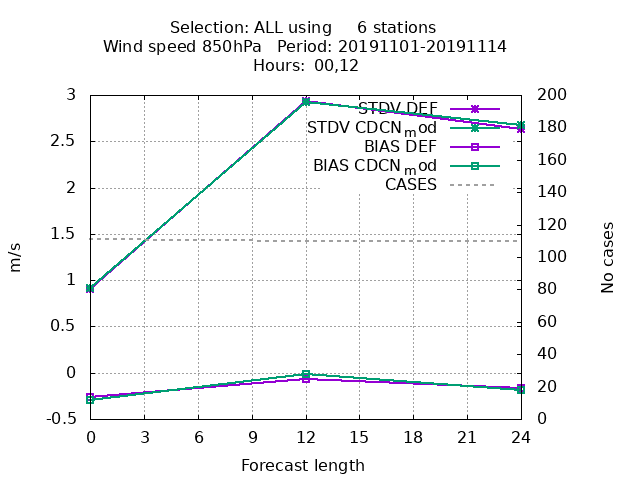 Selection: ALL using     6 stations
Wind speed 850hPa   Period: 20191101-20191114
Hours:  00,12
3
2.5
2
1.5
1
0.5
0
-0.5
200
180
160
140
120
100
80
60
40
20
0
STDV DEF
STDV CDCNmod
BIAS DEF
BIAS CDCNmod
CASES
m/s
No cases
0 3 6 9 12 15 18 21 24
Forecast length